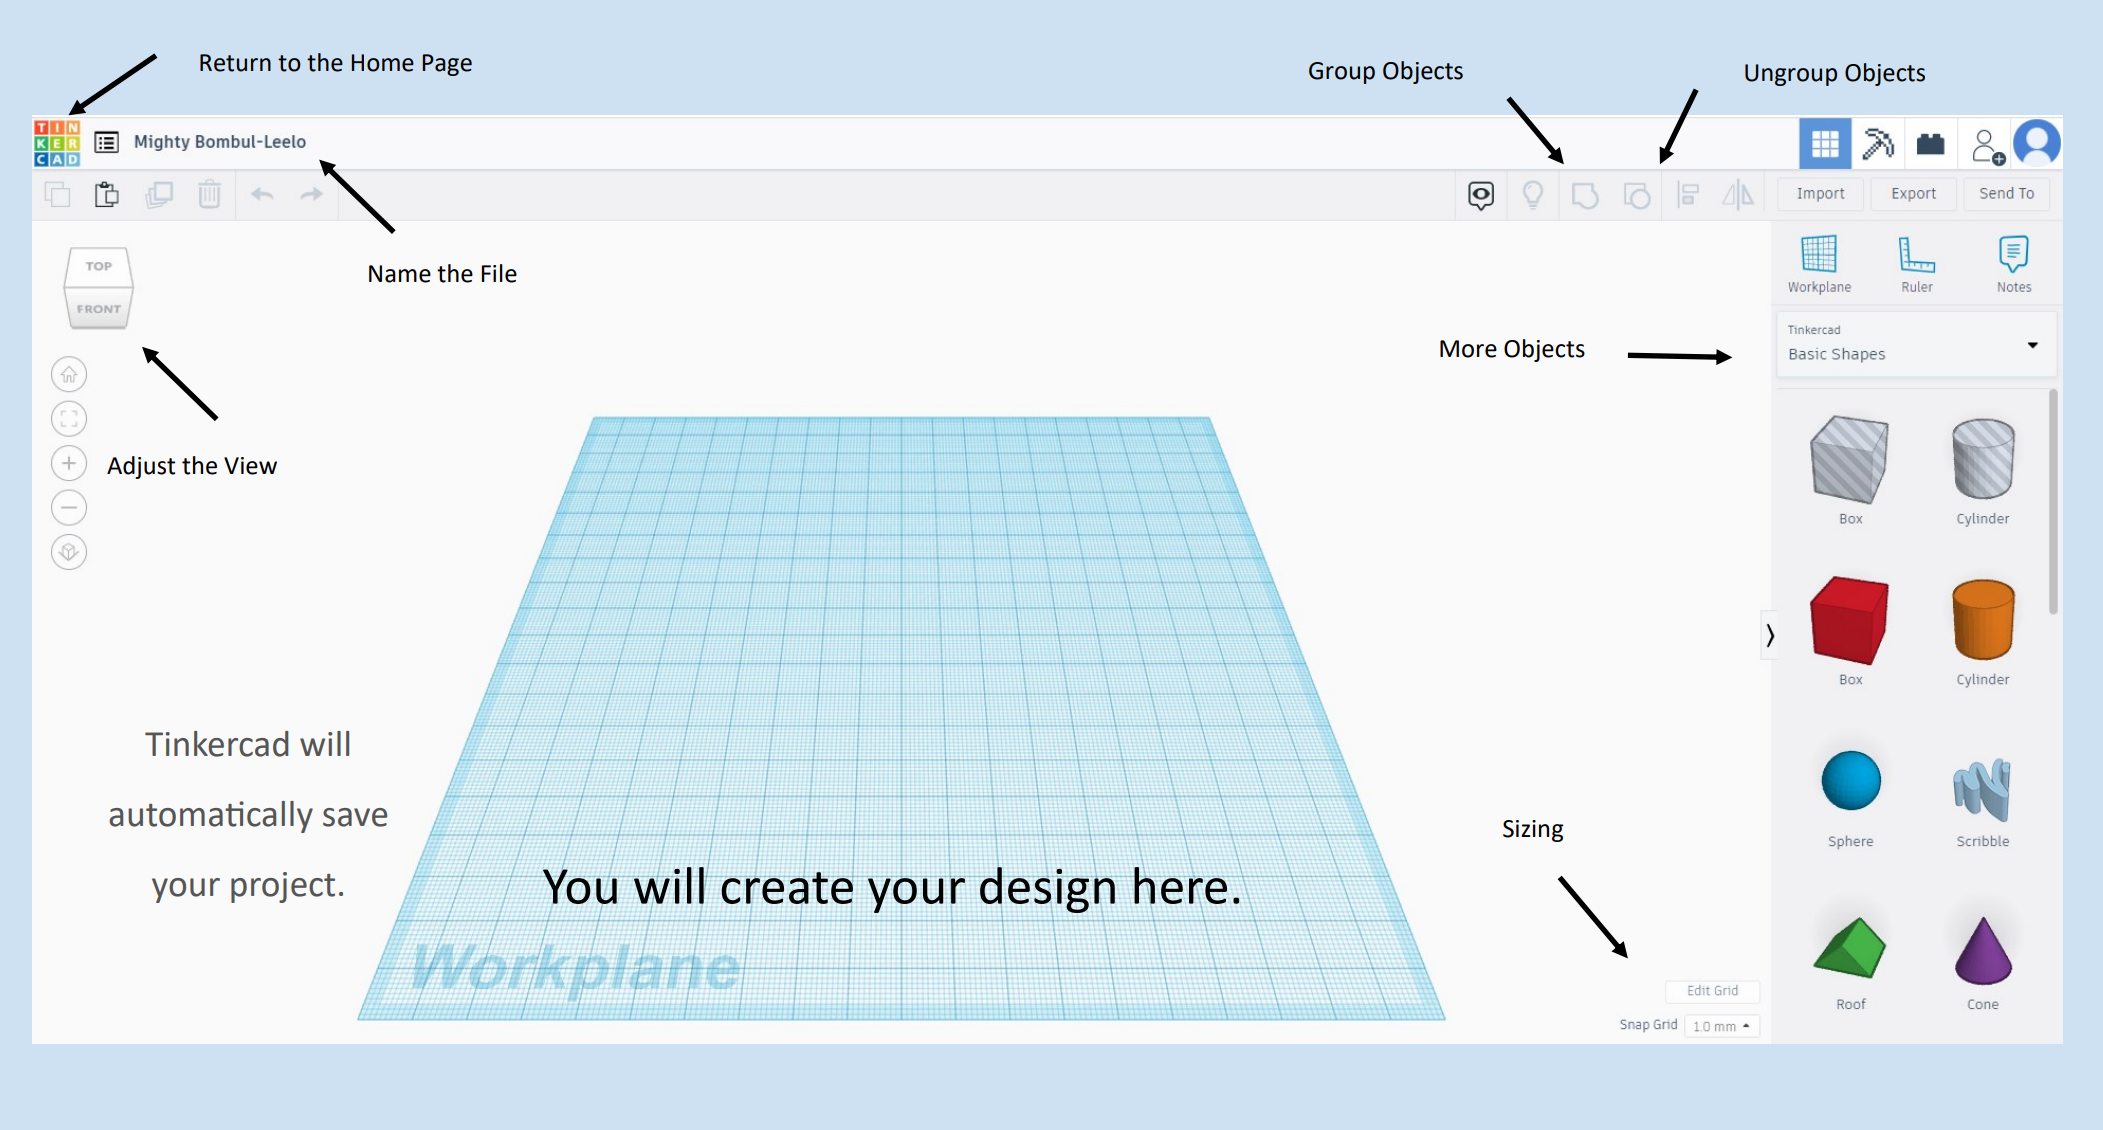 Return to the Home Page
Group Objects
Ungroup Objects
TIN
KER
CAD
Mighty Bombul-Leelo
Import
Export
Send To
Name the File
TOP
FRONT
Workplane
Ruler
Notes
Tinkercad
Basic Shapes
More Objects
Adjust the View
Box
Cylinder
Box
Cylinder
Tinkercad will
automatically save
your project.
Sphere
Scribble
Sizing
You will create your design here.
Workplane
Edit Grid
Snap Grid
1.0 mm
Roof
Cone